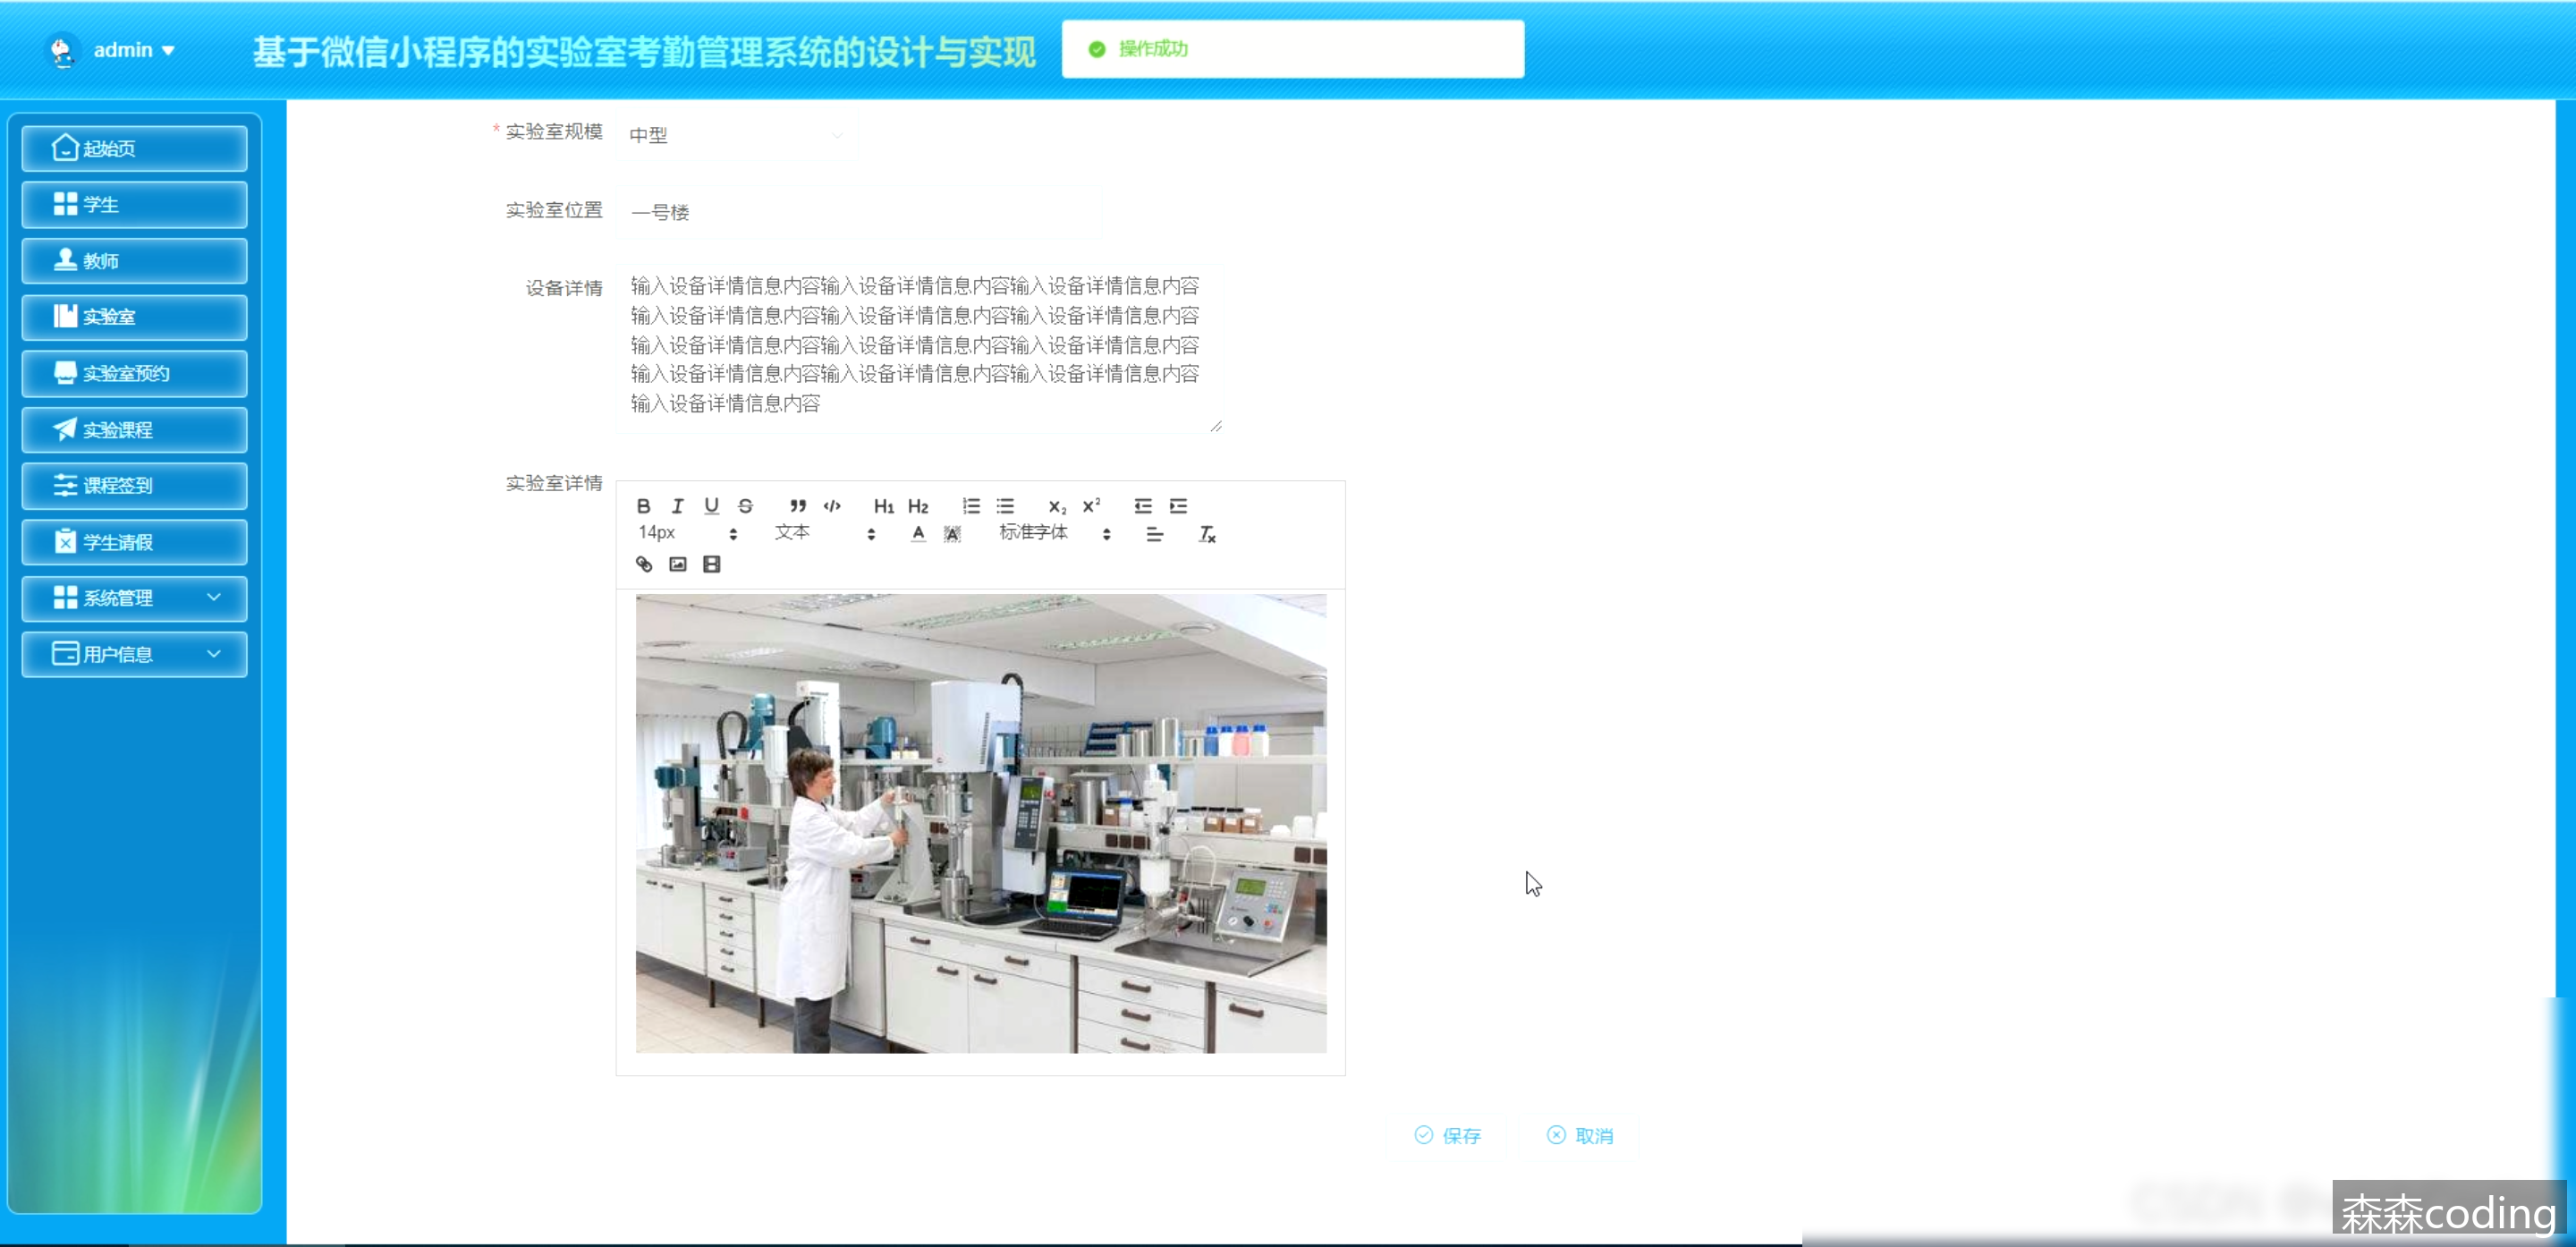 admin
基于微信小程序的实验室考勤管理系统的设计与实现
操作成功
起始页
学生
教师
实验室
实验室预约
实验课程
课程签到
学生请假
系统管理
用户信息
* 实验室规模 中型
实验室位置 一号楼
设备详情
输入设备详情信息内容输入设备详情信息内容输入设备详情信息内容
输入设备详情信息内容输入设备详情信息内容输入设备详情信息内容
输入设备详情信息内容输入设备详情信息内容输入设备详情信息内容
输入设备详情信息内容输入设备详情信息内容输入设备详情信息内容
输入设备详情信息内容
实验室详情
B I U S H1 H2 x2 x2
14px 文本 A A 标准字体 Tx
保存 取消
森森coding